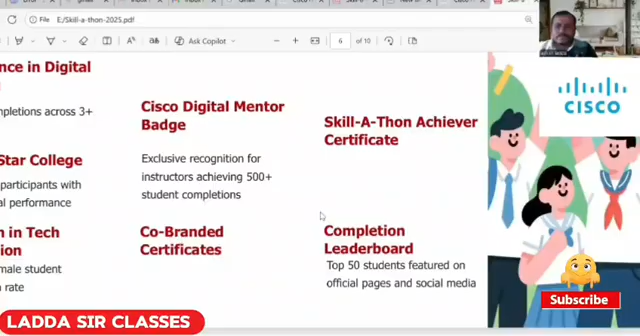 File
E:/Skill-a-thon-2025.pdf
Ask Copilot
6
of 10
nce in Digital
mpletions across 3+
Star College
participants with
al performance
n in Tech
ion
male student
n rate
Cisco Digital Mentor
Badge
Exclusive recognition for
instructors achieving 500+
student completions
Co-Branded
Certificates
Skill-A-Thon Achiever
Certificate
Completion
Leaderboard
Top 50 students featured on
official pages and social media
CISCO
Subscribe
LADDA SIR CLASSES